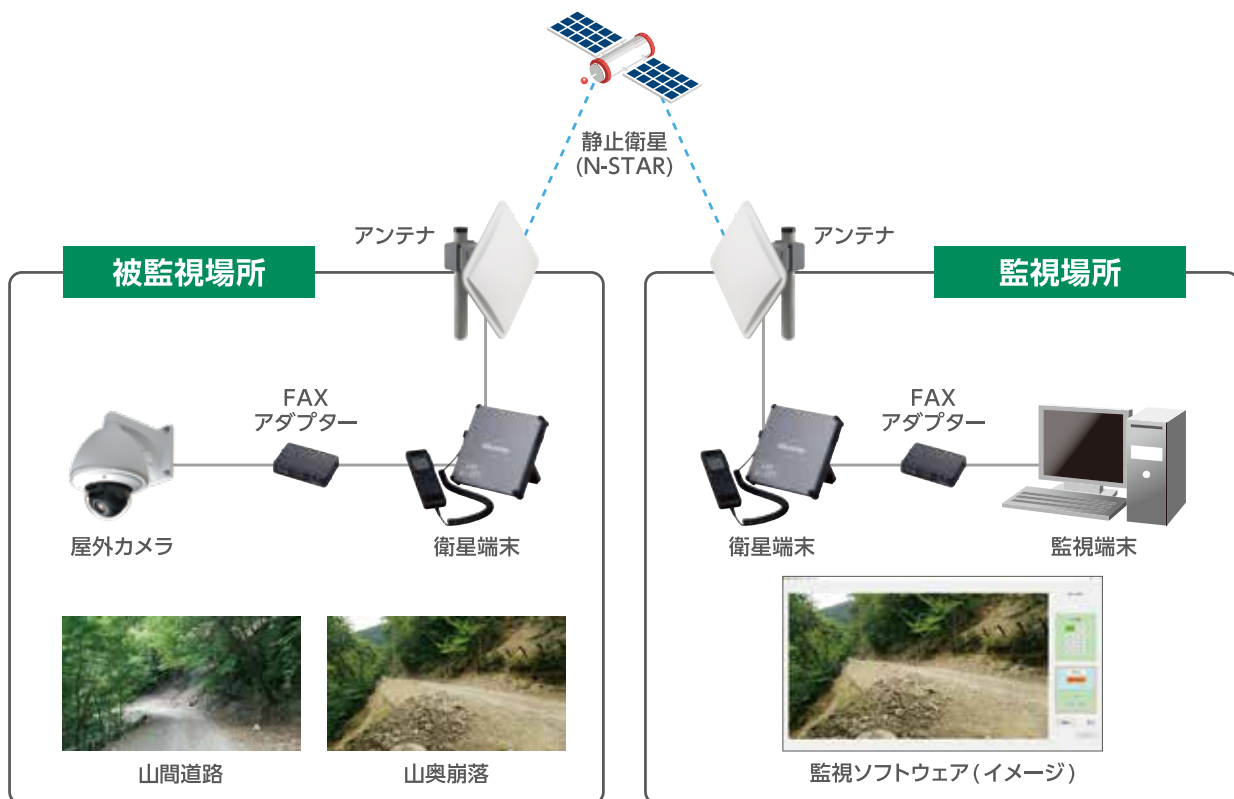 静止衛星
(N-STAR)
アンテナ
アンテナ
被監視場所
監視場所
FAX
アダプター
FAX
アダプター
屋外カメラ
衛星端末
衛星端末
監視端末
山間道路
山奥崩落
監視ソフトウェア(イメージ)